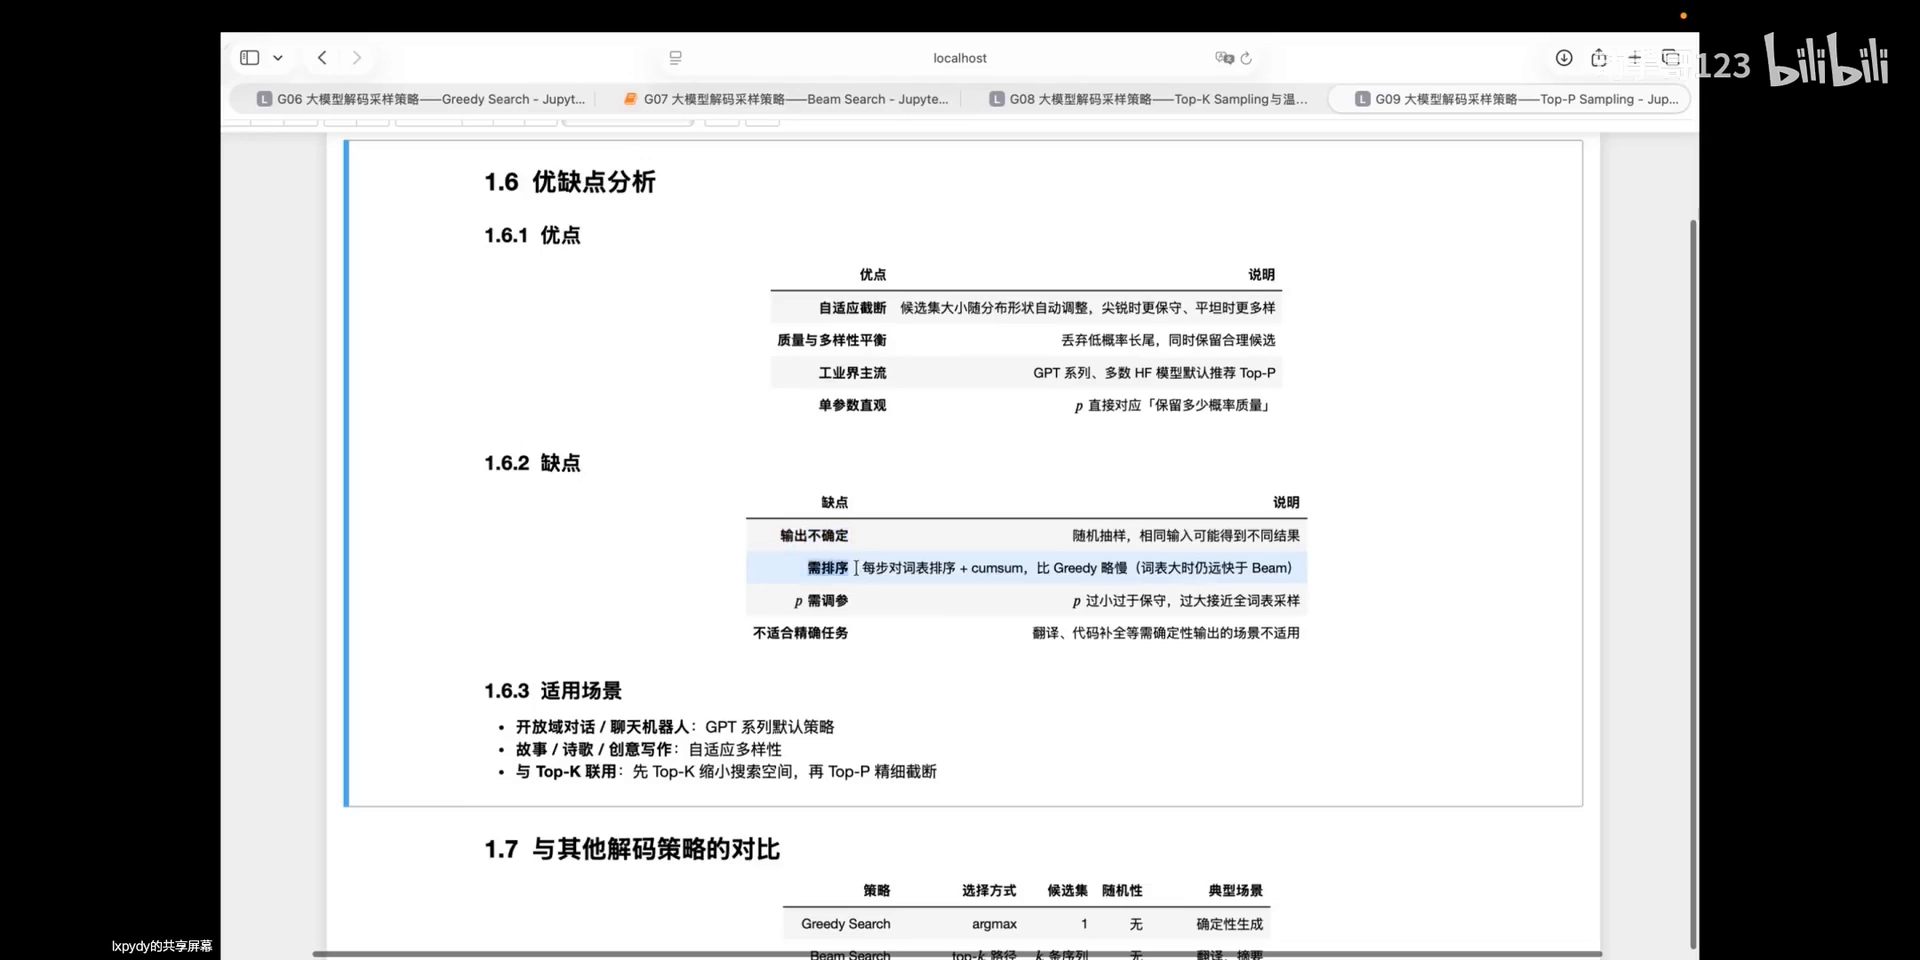 localhost
123 bilibili
G06 大模型解码采样策略——Greedy Search - Jupyt...
G07 大模型解码采样策略——Beam Search - Jupyte...
G08 大模型解码采样策略——Top-K Sampling与温...
G09 大模型解码采样策略——Top-P Sampling - Jup...
1.6 优缺点分析
1.6.1 优点
优点 说明
自适应截断 候选集大小随分布形状自动调整，尖锐时更保守、平坦时更多样
质量与多样性平衡 丢弃低概率长尾，同时保留合理候选
工业界主流 GPT 系列、多数 HF 模型默认推荐 Top-P
单参数直观 p 直接对应「保留多少概率质量」
1.6.2 缺点
缺点 说明
输出不确定 随机抽样，相同输入可能得到不同结果
需排序 每步对词表排序 + cumsum，比 Greedy 略慢（词表大时仍远快于 Beam）
p 需调参 p 过小过于保守，过大接近全词表采样
不适合精确任务 翻译、代码补全等需确定性输出的场景不适用
1.6.3 适用场景
• 开放域对话 / 聊天机器人：GPT 系列默认策略
• 故事 / 诗歌 / 创意写作：自适应多样性
• 与 Top-K 联用：先 Top-K 缩小搜索空间，再 Top-P 精细截断
1.7 与其他解码策略的对比
策略 选择方式 候选集 随机性 典型场景
Greedy Search argmax 1 无 确定性生成
Beam Search top-k 路径 k 条序列 无 翻译、摘要
lxpydy的共享屏幕